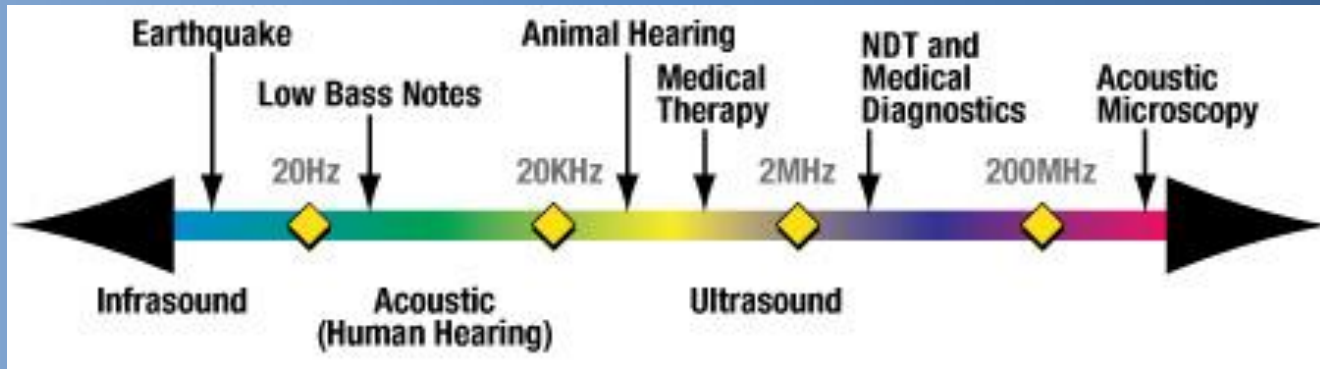 Earthquake
Animal Hearing
NDT and
Medical
Diagnostics
Low Bass Notes
Medical
Therapy
Acoustic
Microscopy
20Hz
20KHz
2MHz
200MHz
Infrasound
Acoustic
(Human Hearing)
Ultrasound